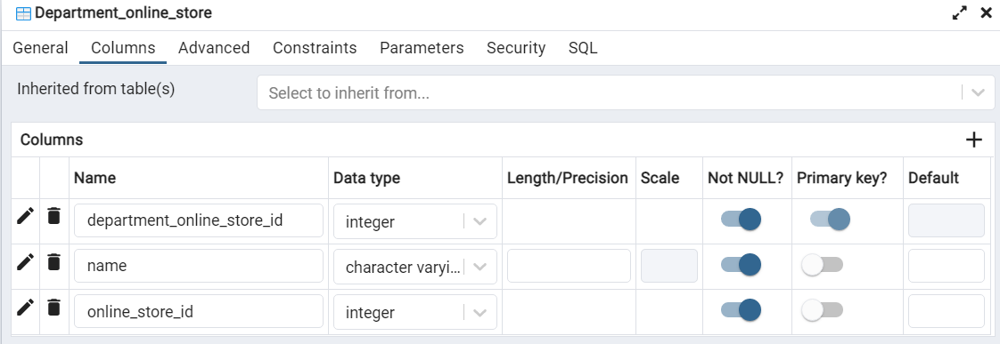 Department_online_store
General Columns Advanced Constraints Parameters Security SQL
Inherited from table(s) Select to inherit from...
Columns
Name Data type Length/Precision Scale Not NULL? Primary key? Default
department_online_store_id integer
name character varyi...
online_store_id integer